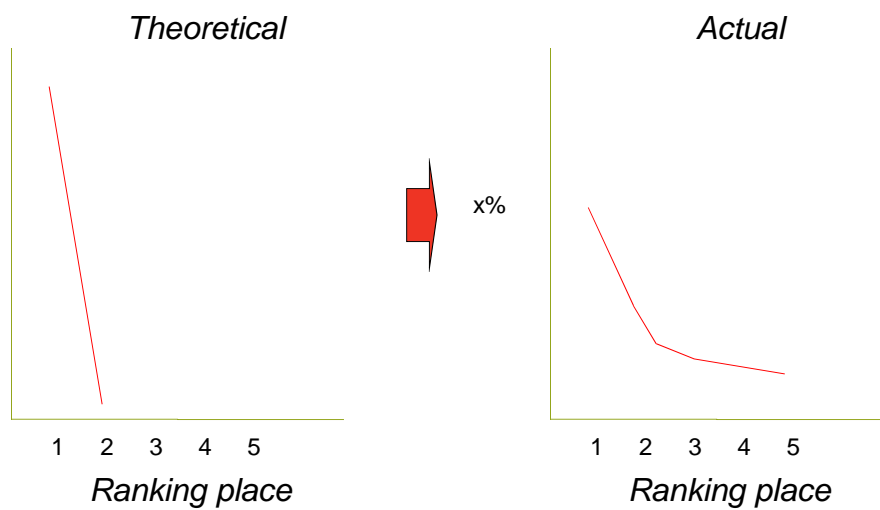 Theoretical
Actual
x%
1 2 3 4 5
1 2 3 4 5
Ranking place
Ranking place